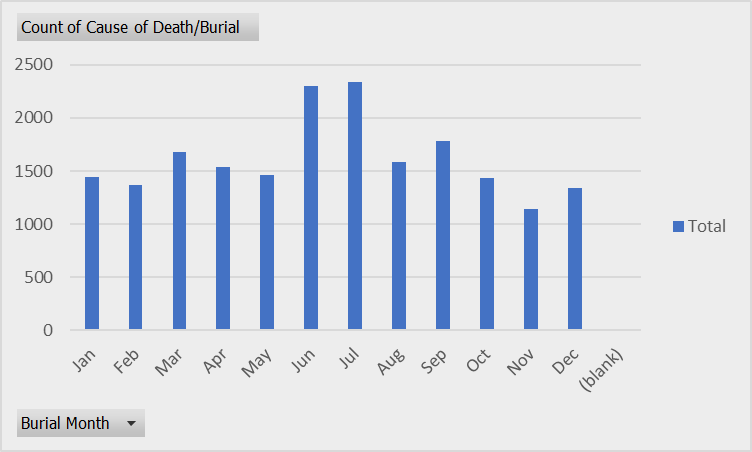 Count of Cause of Death/Burial
2500
2000
1500
1000
500
0
Jan Feb Mar Apr May Jun Jul Aug Sep Oct Nov Dec (blank)
Total
Burial Month